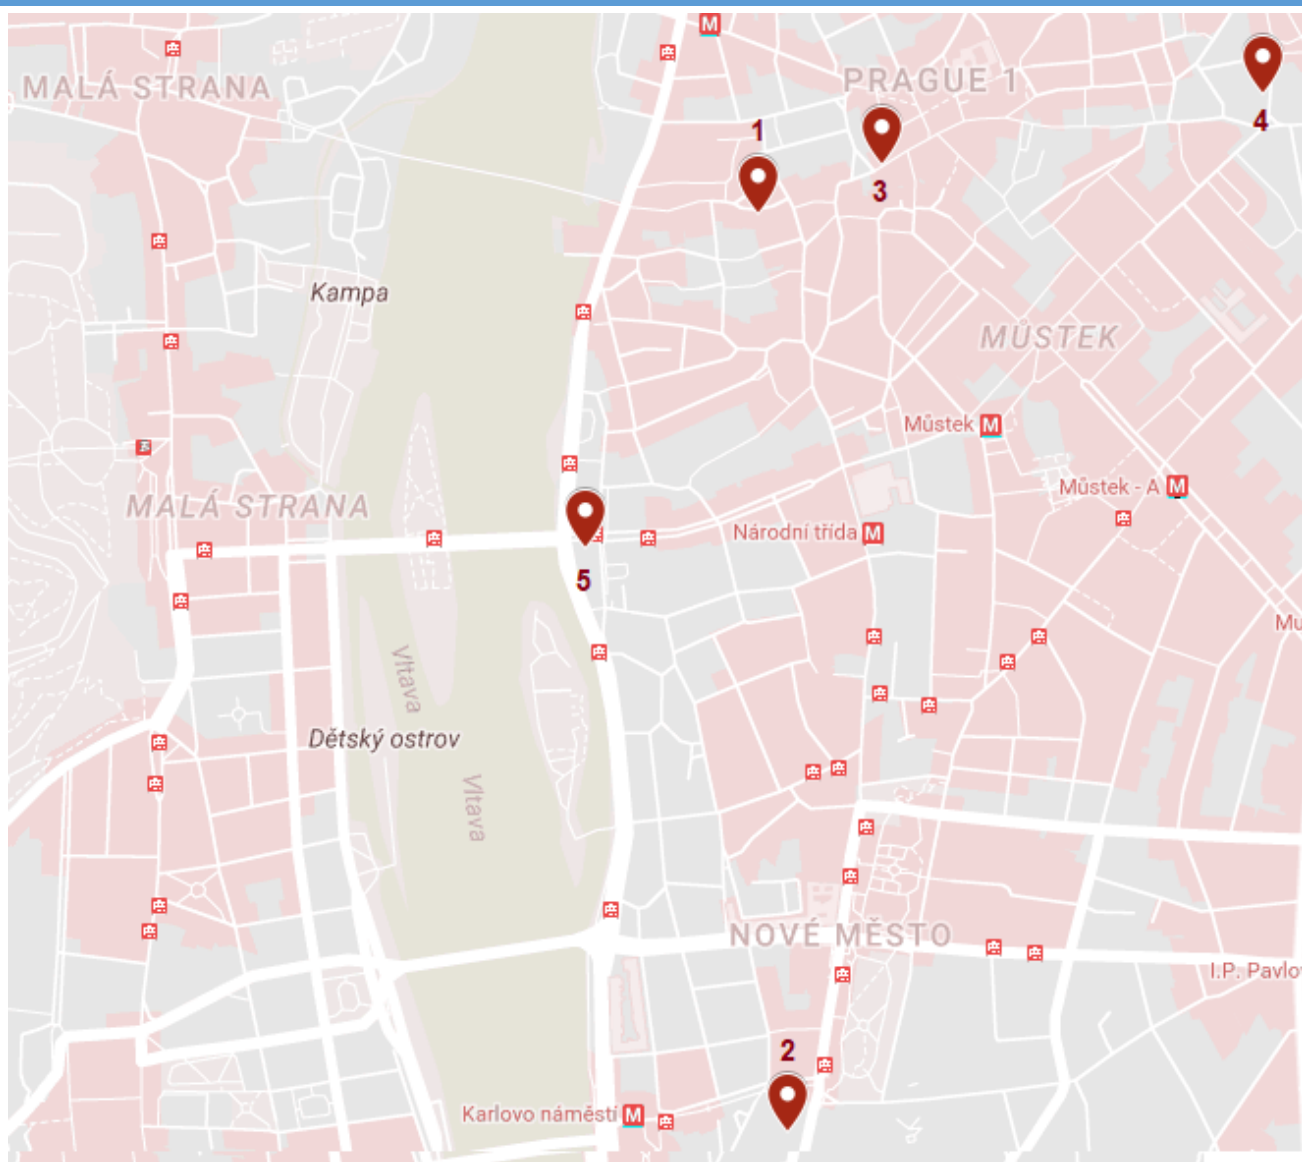 M
MALÁ STRANA
PRAGUE 1
4
1
3
Kampa
MŮSTEK
Můstek M
Můstek - A M
MALÁ STRANA
Národní třída M
5
Mu
Vltava
Dětský ostrov
Vltava
NOVÉ MĚSTO
I.P. Pavlo
2
Karlovo náměstí M